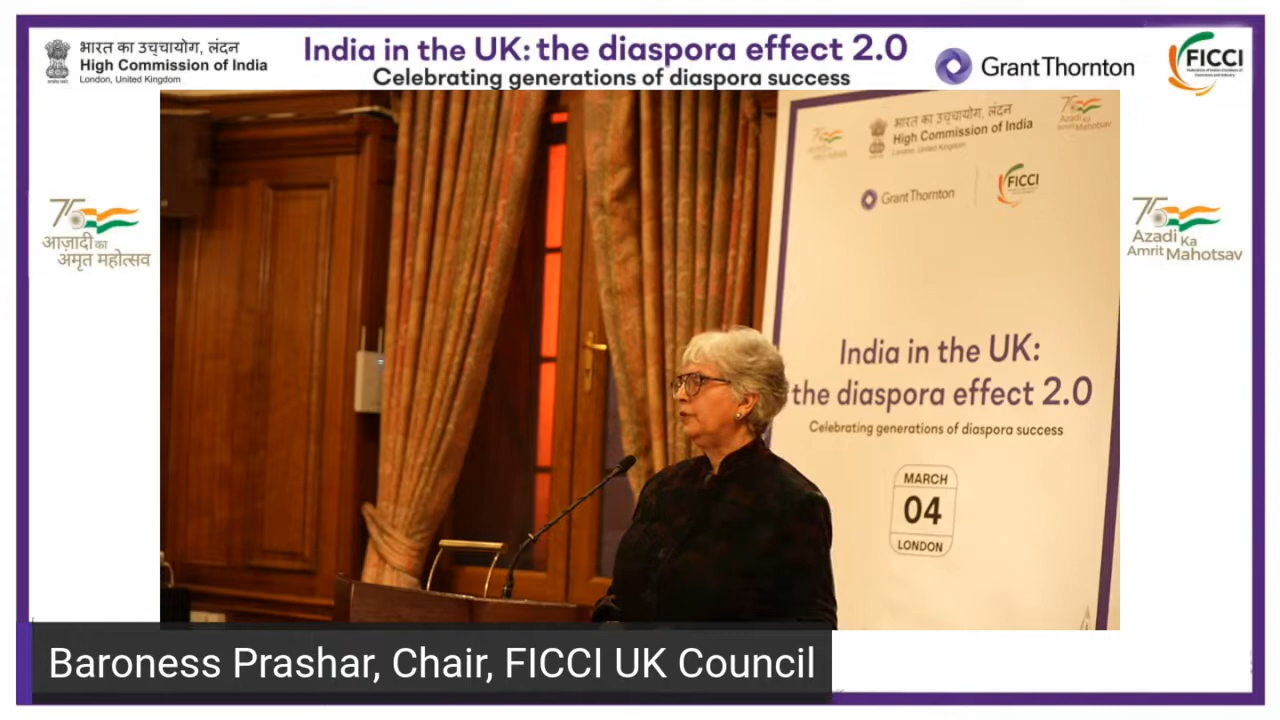 भारत का उच्चायोग, लंदन
High Commission of India
London, United Kingdom
India in the UK: the diaspora effect 2.0
Celebrating generations of diaspora success
Grant Thornton
FICCI
75
आज़ादी का
अमृत महोत्सव
75
Azadi Ka
Amrit Mahotsav
भारत का उच्चायोग, लंदन
High Commission of India
London, United Kingdom
75
Azadi Ka
Amrit Mahotsav
Grant Thornton
FICCI
India in the UK:
the diaspora effect 2.0
Celebrating generations of diaspora success
MARCH
04
LONDON
Baroness Prashar, Chair, FICCI UK Council